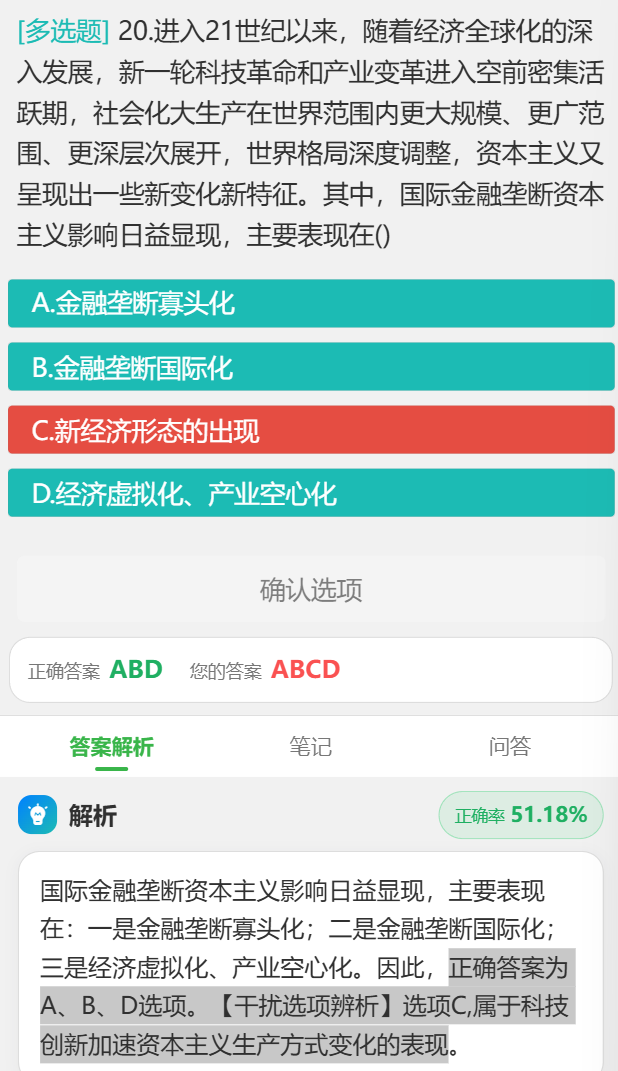 [多选题] 20.进入21世纪以来，随着经济全球化的深
入发展，新一轮科技革命和产业变革进入空前密集活
跃期，社会化大生产在世界范围内更大规模、更广范
围、更深层次展开，世界格局深度调整，资本主义又
呈现出一些新变化新特征。其中，国际金融垄断资本
主义影响日益显现，主要表现在()
A.金融垄断寡头化
B.金融垄断国际化
C.新经济形态的出现
D.经济虚拟化、产业空心化
确认选项
正确答案 ABD 您的答案 ABCD
答案解析 笔记 问答
解析 正确率 51.18%
国际金融垄断资本主义影响日益显现，主要表现
在：一是金融垄断寡头化；二是金融垄断国际化；
三是经济虚拟化、产业空心化。因此，正确答案为
A、B、D选项。【干扰选项辨析】选项C,属于科技
创新加速资本主义生产方式变化的表现。